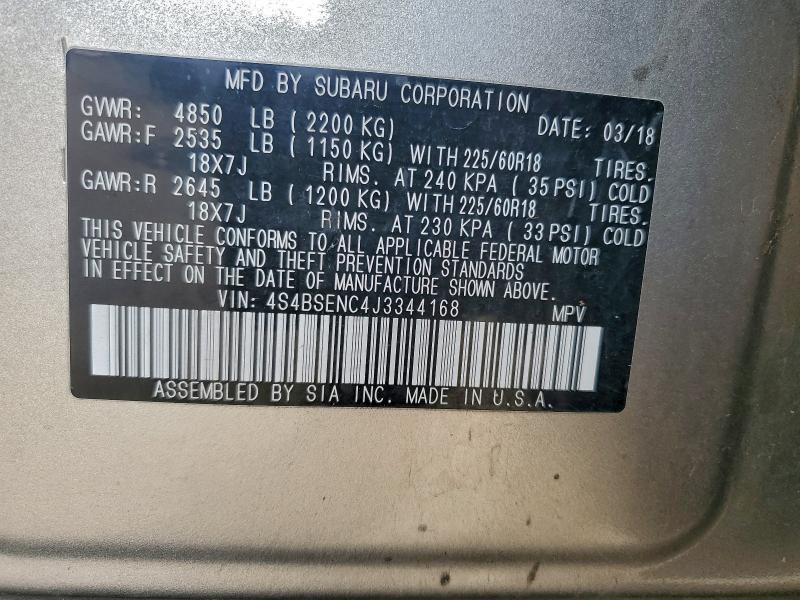 MFD BY SUBARU CORPORATION
GVWR: 4850 LB ( 2200 KG) DATE: 03/18
GAWR:F 2535 LB ( 1150 KG) WITH 225/60R18 TIRES.
18X7J RIMS. AT 240 KPA ( 35 PSI) COLD
GAWR:R 2645 LB ( 1200 KG) WITH 225/60R18 TIRES.
18X7J RIMS. AT 230 KPA ( 33 PSI) COLD
THIS VEHICLE CONFORMS TO ALL APPLICABLE FEDERAL MOTOR
VEHICLE SAFETY AND THEFT PREVENTION STANDARDS
IN EFFECT ON THE DATE OF MANUFACTURE SHOWN ABOVE.
VIN: 4S4BSENC4J3344168 MPV
ASSEMBLED BY SIA INC. MADE IN U.S.A.